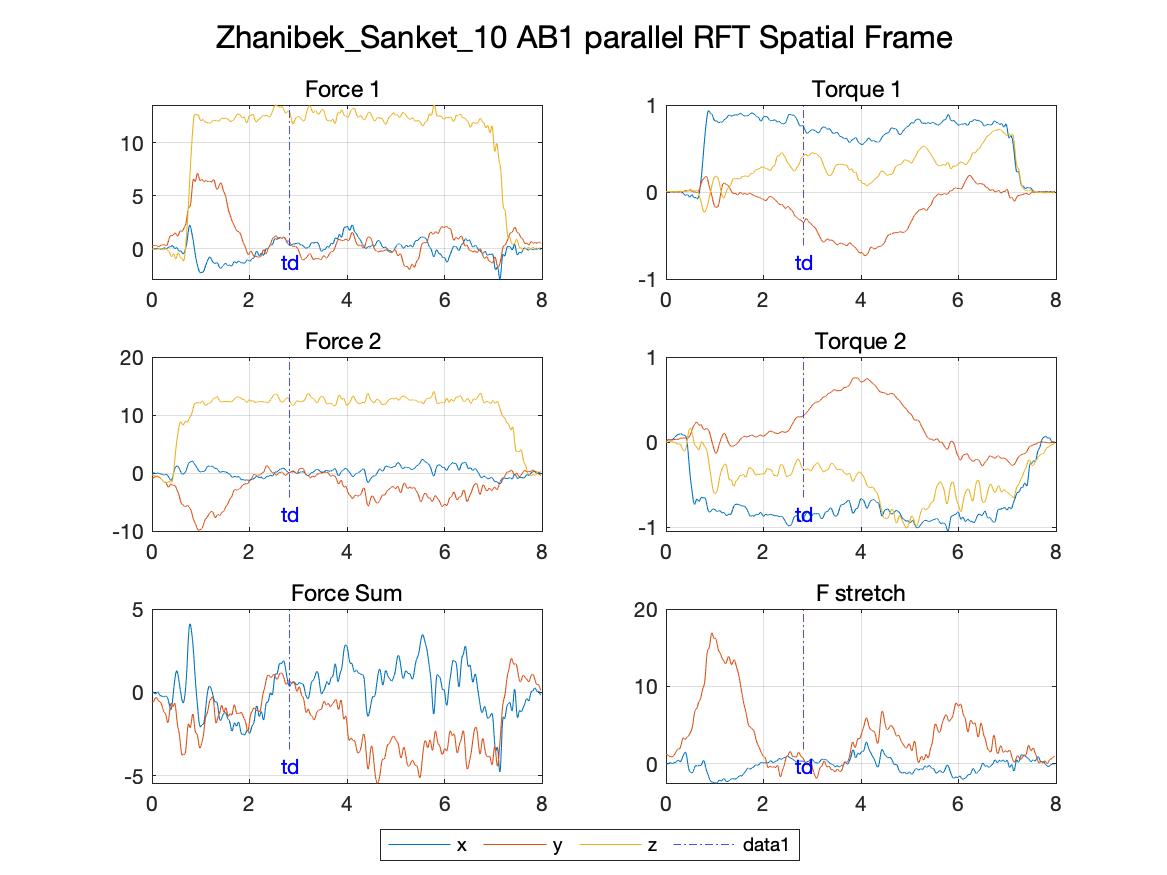 Zhanibek_Sanket_10 AB1 parallel RFT Spatial Frame
Force 1
10
5
0
td
0 2 4 6 8
Torque 1
1
0
-1
td
0 2 4 6 8
Force 2
20
10
0
-10
td
0 2 4 6 8
Torque 2
1
0
-1
td
0 2 4 6 8
Force Sum
5
0
-5
td
0 2 4 6 8
F stretch
20
10
0
td
0 2 4 6 8
x y z data1